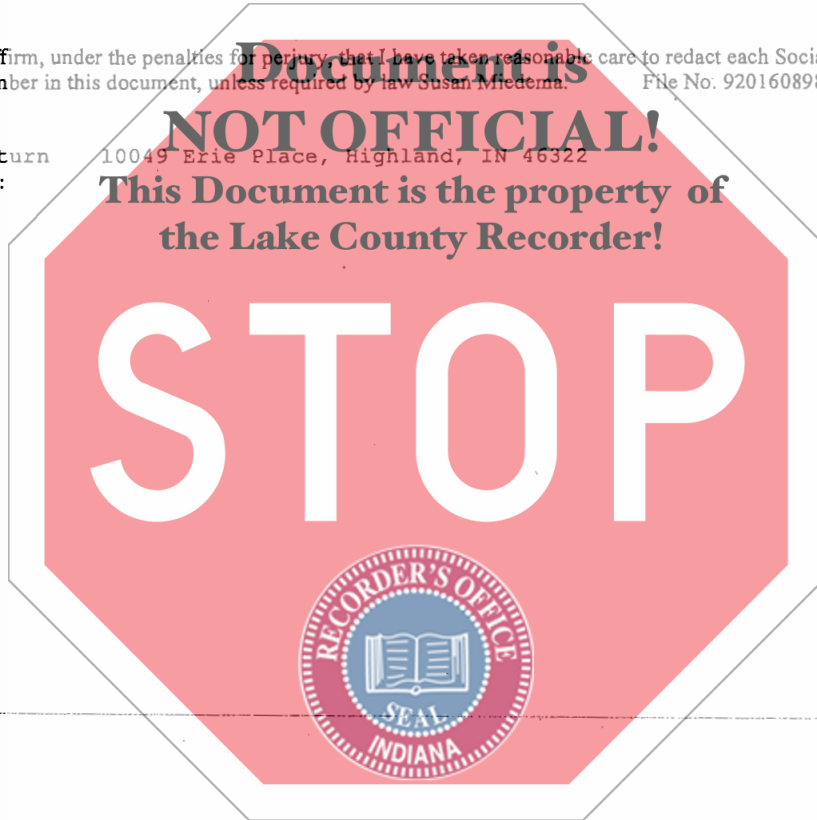 firm, under the penalties for perjury, that I have taken reasonable care to redact each Socia
ber in this document, unless required by law Susan Miedema. File No. 92016089
Document is
NOT OFFICIAL!
turn 10049 Erie Place, Highland, IN 46322
:
This Document is the property of
the Lake County Recorder!
STOP
RECORDER'S OFFICE
SEAL
INDIANA